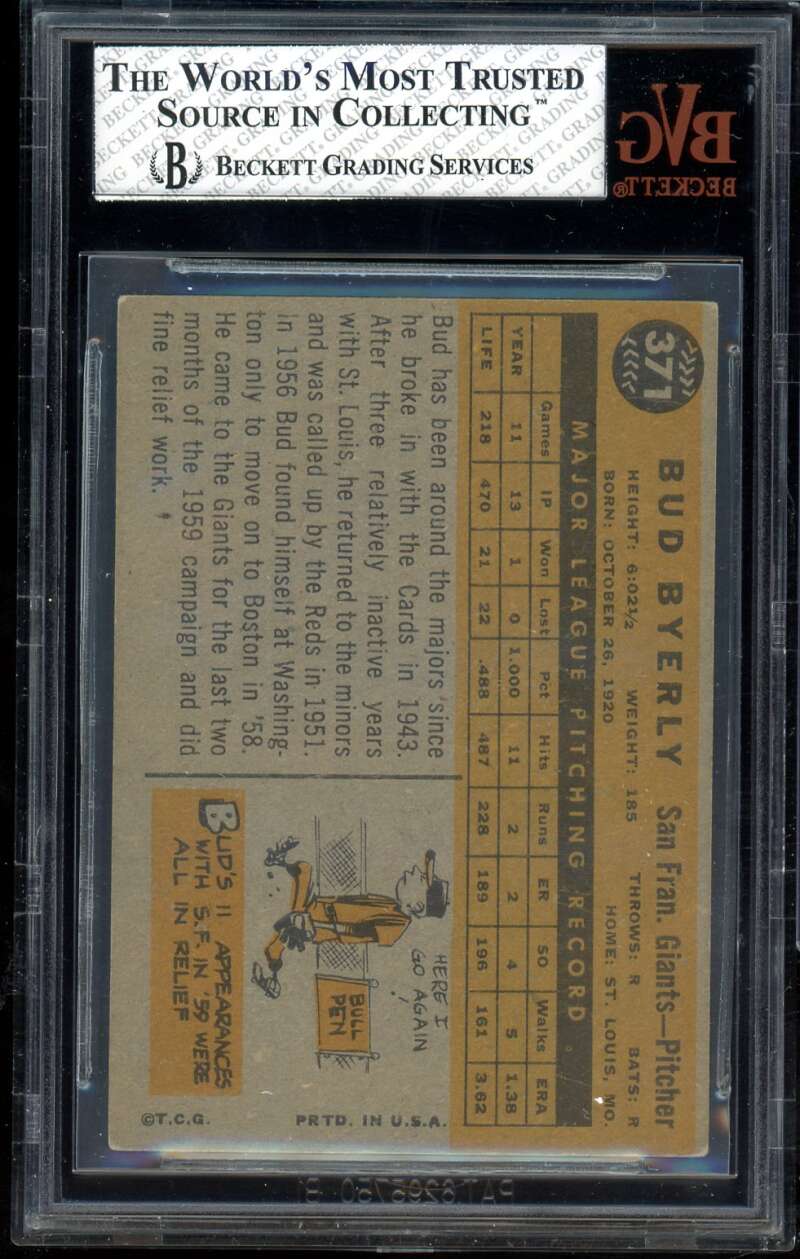 THE WORLD'S MOST TRUSTED
SOURCE IN COLLECTING™
B BECKETT GRADING SERVICES
BVG
BECKETT®
371
BUD BYERLY San Fran. Giants—Pitcher
HEIGHT: 6:02½ WEIGHT: 185 THROWS: R BATS: R
BORN: OCTOBER 26, 1920 HOME: ST. LOUIS, MO.
MAJOR LEAGUE PITCHING RECORD
Games IP Won Lost Pct Hits Runs ER SO Walks ERA
YEAR 11 13 1 0 1.000 11 2 2 4 5 1.38
LIFE 218 470 21 22 .488 487 228 189 196 161 3.62
Bud has been around the majors since
he broke in with the Cards in 1943.
After three relatively inactive years
with St. Louis, he returned to the minors
and was called up by the Reds in 1951.
In 1956 Bud found himself at Washing-
ton only to move on to Boston in '58.
He came to the Giants for the last two
months of the 1959 campaign and did
fine relief work.
HERE I
GO AGAIN!
BULL
PEN
BUD'S 11 APPEARANCES
WITH S.F. IN '59 WERE
ALL IN RELIEF
©T.C.G. PRTD. IN U.S.A.